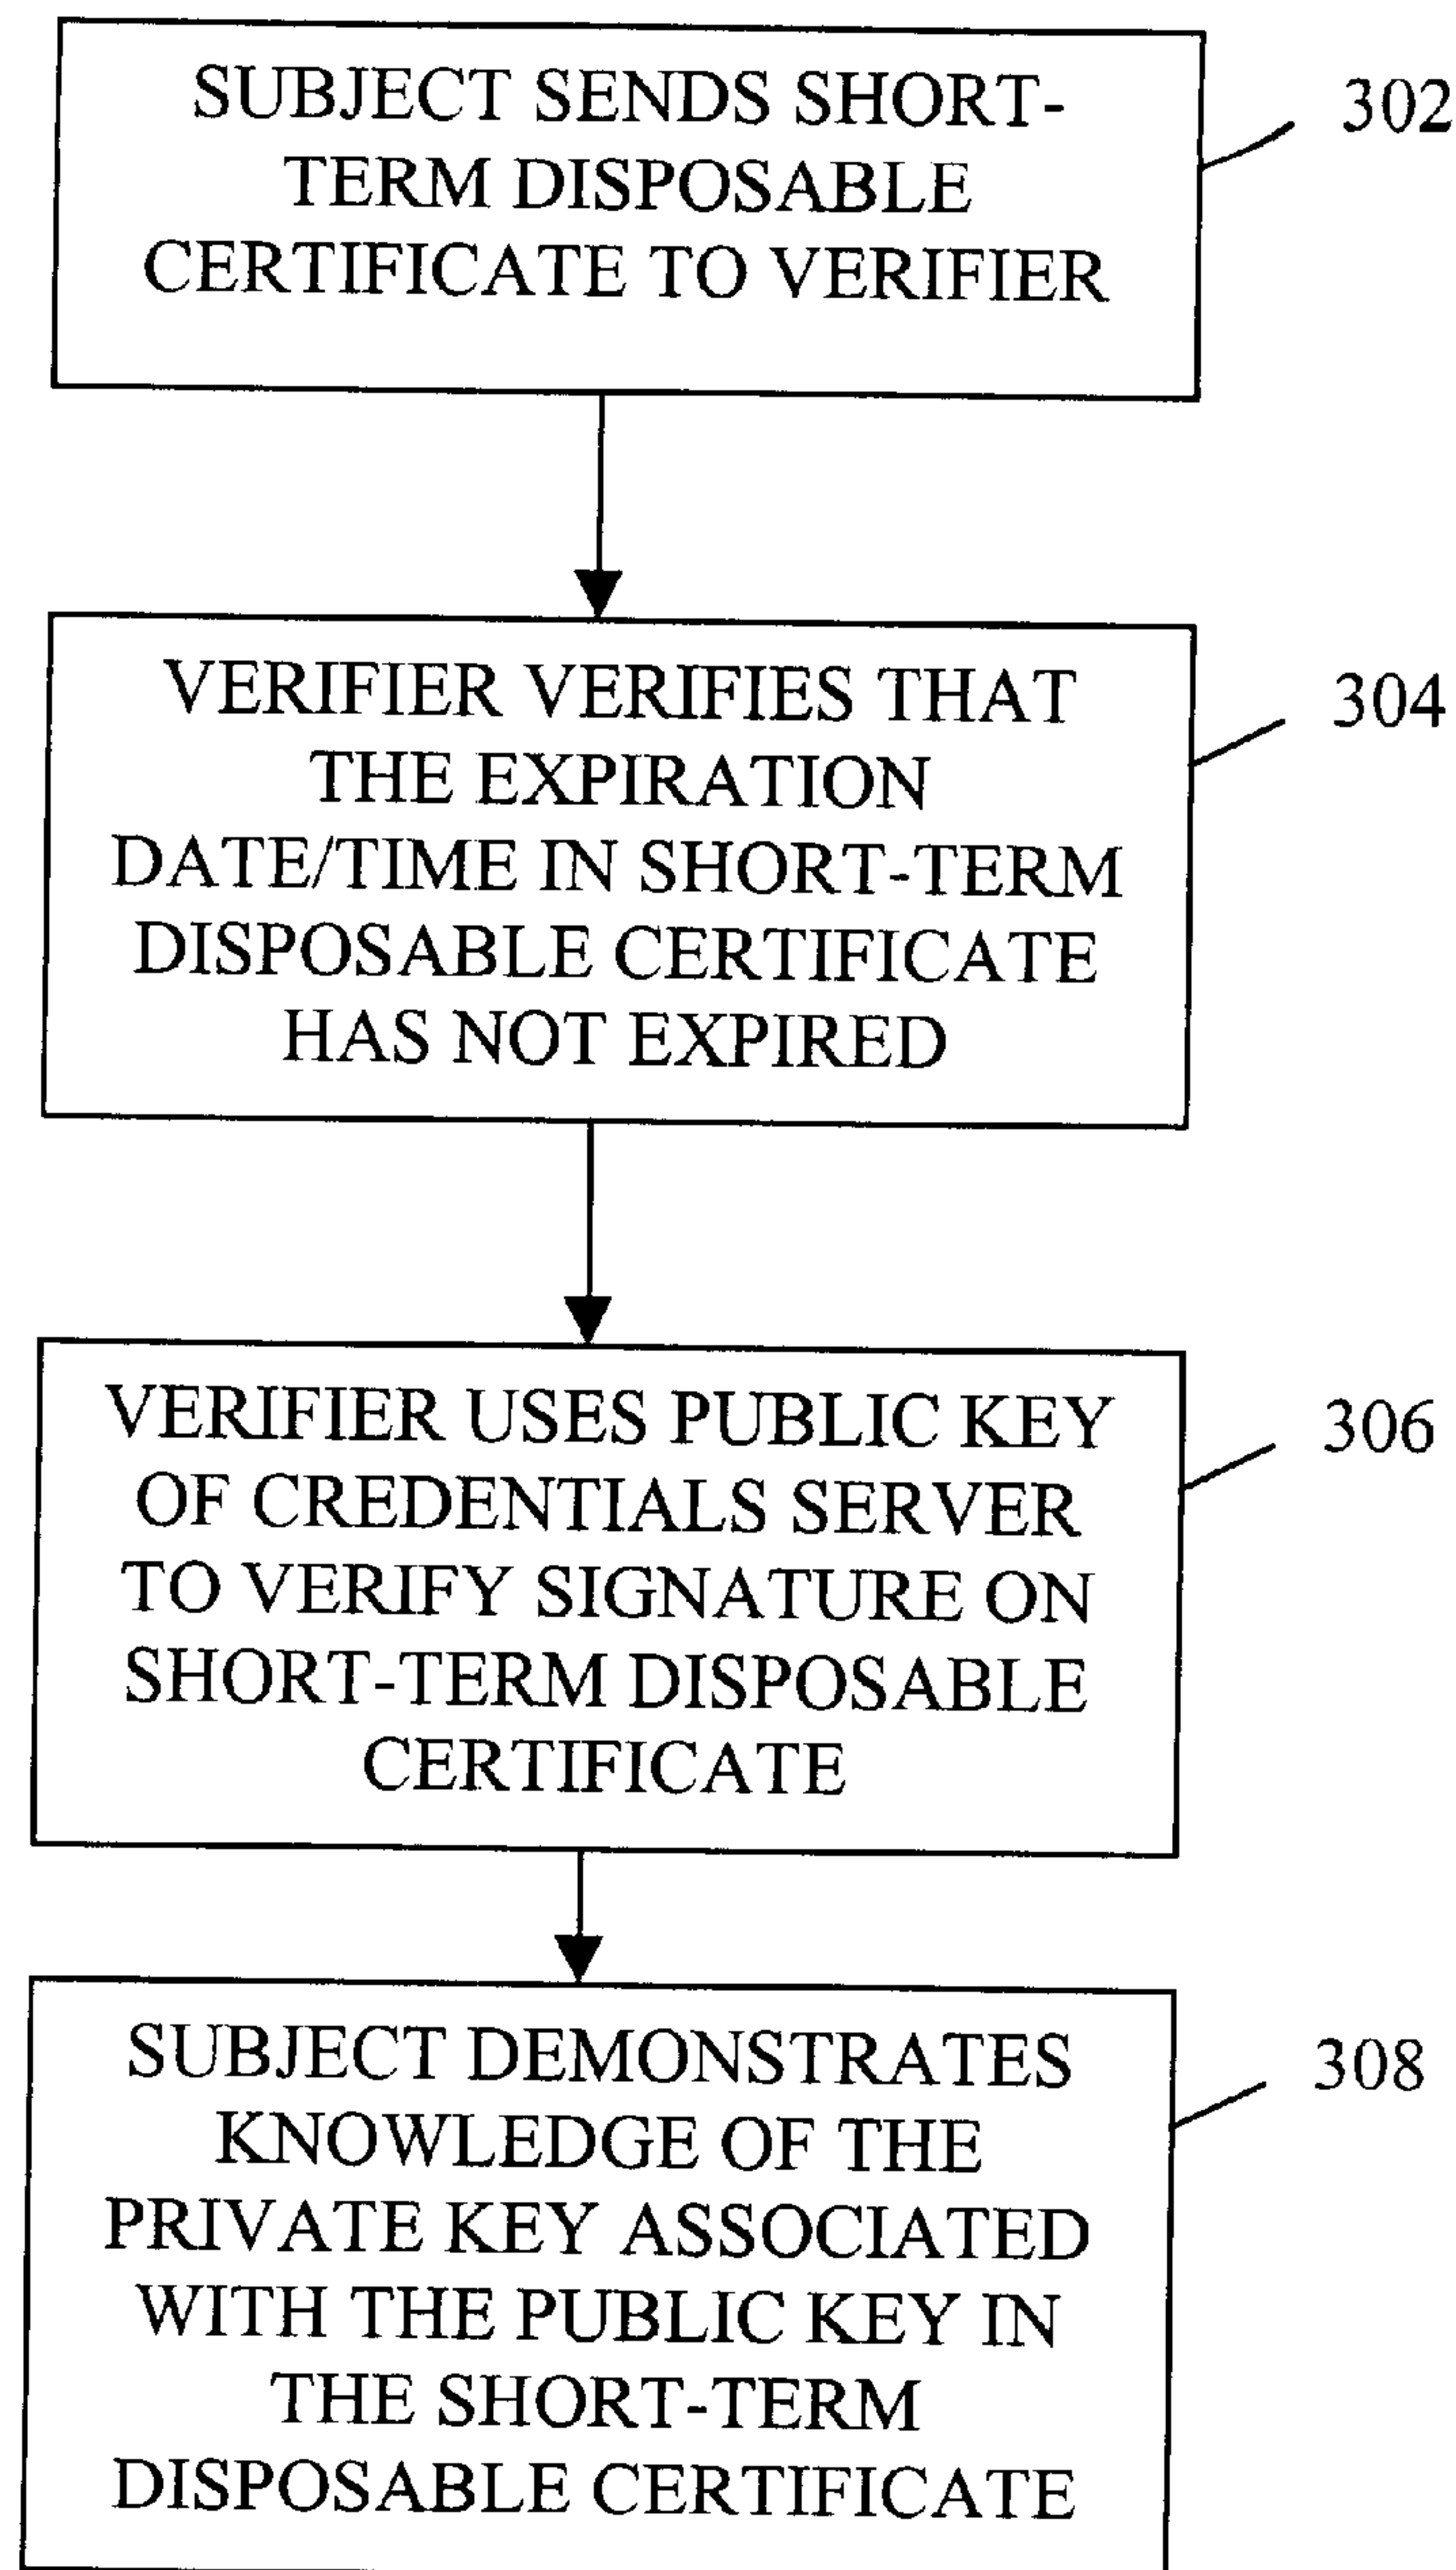 SUBJECT SENDS SHORT-
TERM DISPOSABLE
CERTIFICATE TO VERIFIER
302
VERIFIER VERIFIES THAT
THE EXPIRATION
DATE/TIME IN SHORT-TERM
DISPOSABLE CERTIFICATE
HAS NOT EXPIRED
304
VERIFIER USES PUBLIC KEY
OF CREDENTIALS SERVER
TO VERIFY SIGNATURE ON
SHORT-TERM DISPOSABLE
CERTIFICATE
306
SUBJECT DEMONSTRATES
KNOWLEDGE OF THE
PRIVATE KEY ASSOCIATED
WITH THE PUBLIC KEY IN
THE SHORT-TERM
DISPOSABLE CERTIFICATE
308